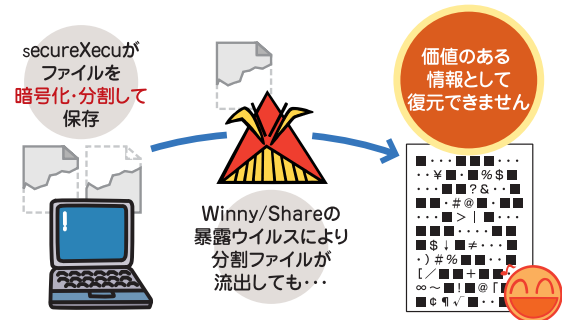 secureXecuが
ファイルを
暗号化・分割して
保存
Winny/Shareの
暴露ウイルスにより
分割ファイルが
流出しても･･･
価値のある
情報として
復元できません
■･･･■■■･･･
･･¥■･■%$■
･･･■■?&･･■
■■･#@■･■■
･･･■>｜■･･･
■■■････■■
■$↓■≠･･･■
･)#%■■･･■
[／■■+■
∞～■!■@｢
■¢¶√■･･